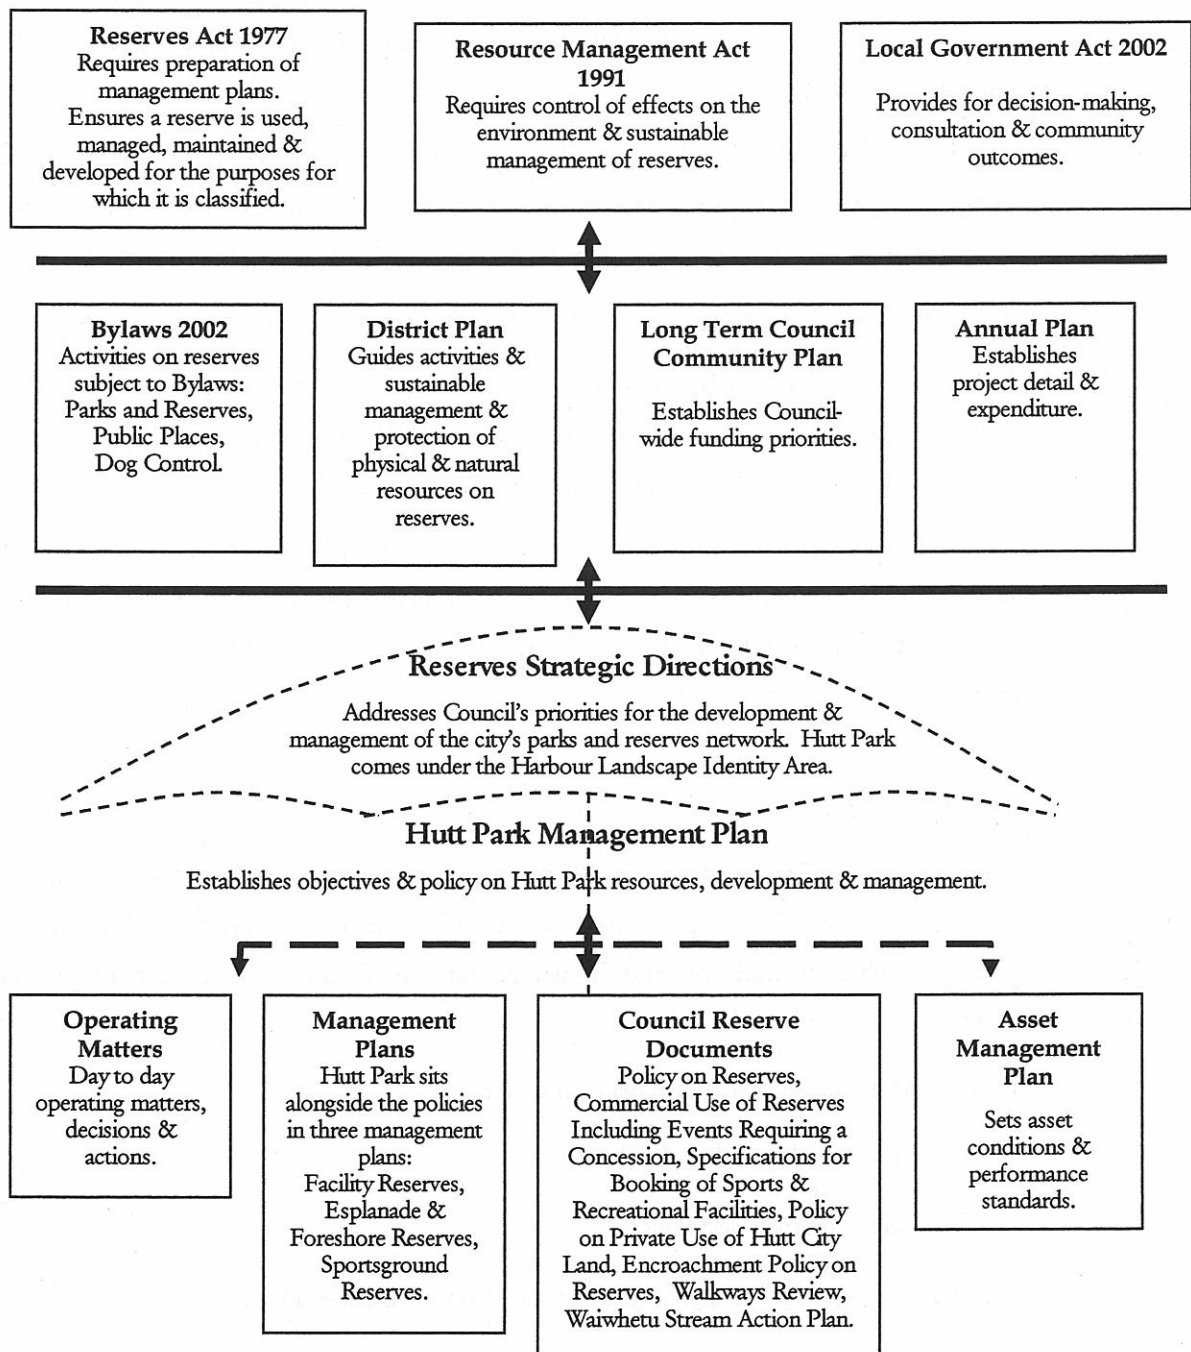 Reserves Act 1977
Requires preparation of
management plans.
Ensures a reserve is used,
managed, maintained &
developed for the purposes for
which it is classified.
Resource Management Act
1991
Requires control of effects on the
environment & sustainable
management of reserves.
Local Government Act 2002
Provides for decision-making,
consultation & community
outcomes.
Bylaws 2002
Activities on reserves
subject to Bylaws:
Parks and Reserves,
Public Places,
Dog Control.
District Plan
Guides activities &
sustainable
management &
protection of
physical & natural
resources on
reserves.
Long Term Council
Community Plan
Establishes Council-
wide funding priorities.
Annual Plan
Establishes
project detail &
expenditure.
Reserves Strategic Directions
Addresses Council's priorities for the development &
management of the city's parks and reserves network. Hutt Park
comes under the Harbour Landscape Identity Area.
Hutt Park Management Plan
Establishes objectives & policy on Hutt Park resources, development & management.
Operating
Matters
Day to day
operating matters,
decisions &
actions.
Management
Plans
Hutt Park sits
alongside the policies
in three management
plans:
Facility Reserves,
Esplanade &
Foreshore Reserves,
Sportsground
Reserves.
Council Reserve
Documents
Policy on Reserves,
Commercial Use of Reserves
Including Events Requiring a
Concession, Specifications for
Booking of Sports &
Recreational Facilities, Policy
on Private Use of Hutt City
Land, Encroachment Policy on
Reserves, Walkways Review,
Waiwhetu Stream Action Plan.
Asset
Management
Plan
Sets asset
conditions &
performance
standards.